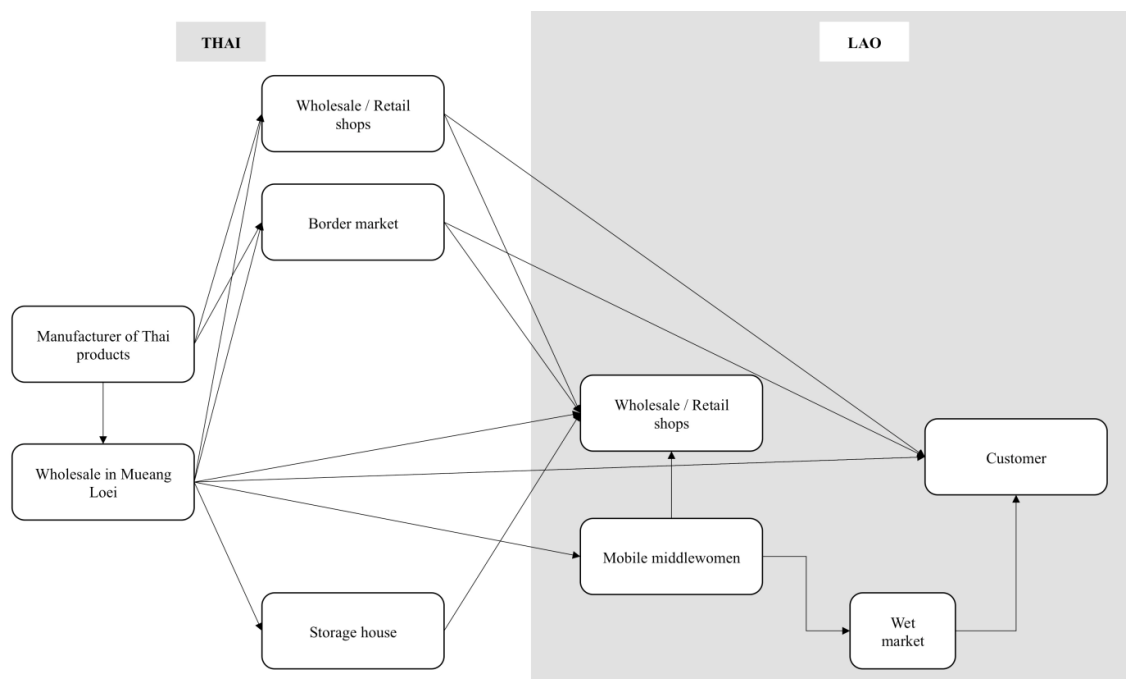 THAI
LAO
Wholesale / Retail
shops
Border market
Manufacturer of Thai
products
Wholesale / Retail
shops
Wholesale in Mueang
Loei
Customer
Mobile middlewomen
Storage house
Wet
market